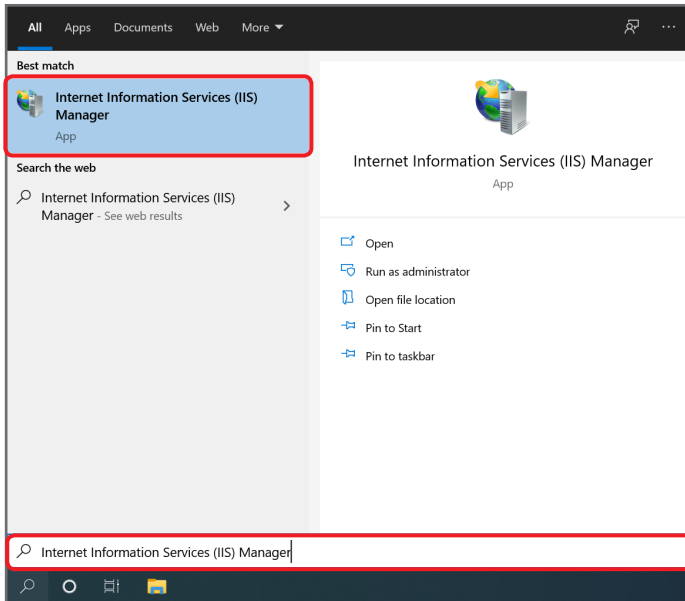 All Apps Documents Web More
Best match
Internet Information Services (IIS)
Manager
App
Search the web
Internet Information Services (IIS)
Manager - See web results
Internet Information Services (IIS) Manager
App
Open
Run as administrator
Open file location
Pin to Start
Pin to taskbar
Internet Information Services (IIS) Manager